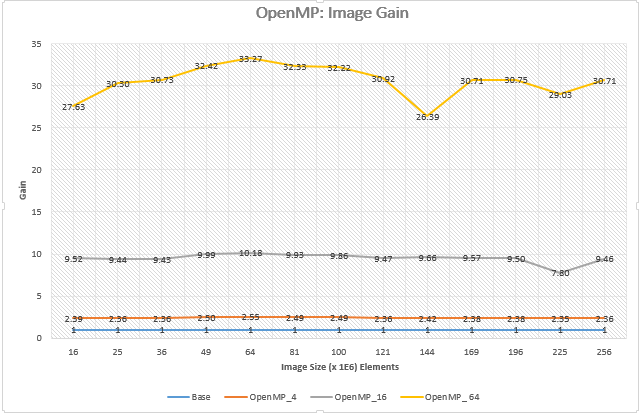 OpenMP: Image Gain
35
30
25
20
15
10
5
0
Gain
27.63 30.30 30.73 32.42 33.27 32.33 32.22 30.92 26.39 30.71 30.75 29.03 30.71
9.52 9.44 9.43 9.99 10.18 9.93 9.86 9.47 9.66 9.57 9.50 7.80 9.46
2.39 2.36 2.36 2.50 2.55 2.49 2.49 2.36 2.42 2.38 2.38 2.35 2.36
1 1 1 1 1 1 1 1 1 1 1 1 1
16 25 36 49 64 81 100 121 144 169 196 225 256
Image Size (x 1E6) Elements
Base OpenMP_4 OpenMP_16 OpenMP_ 64